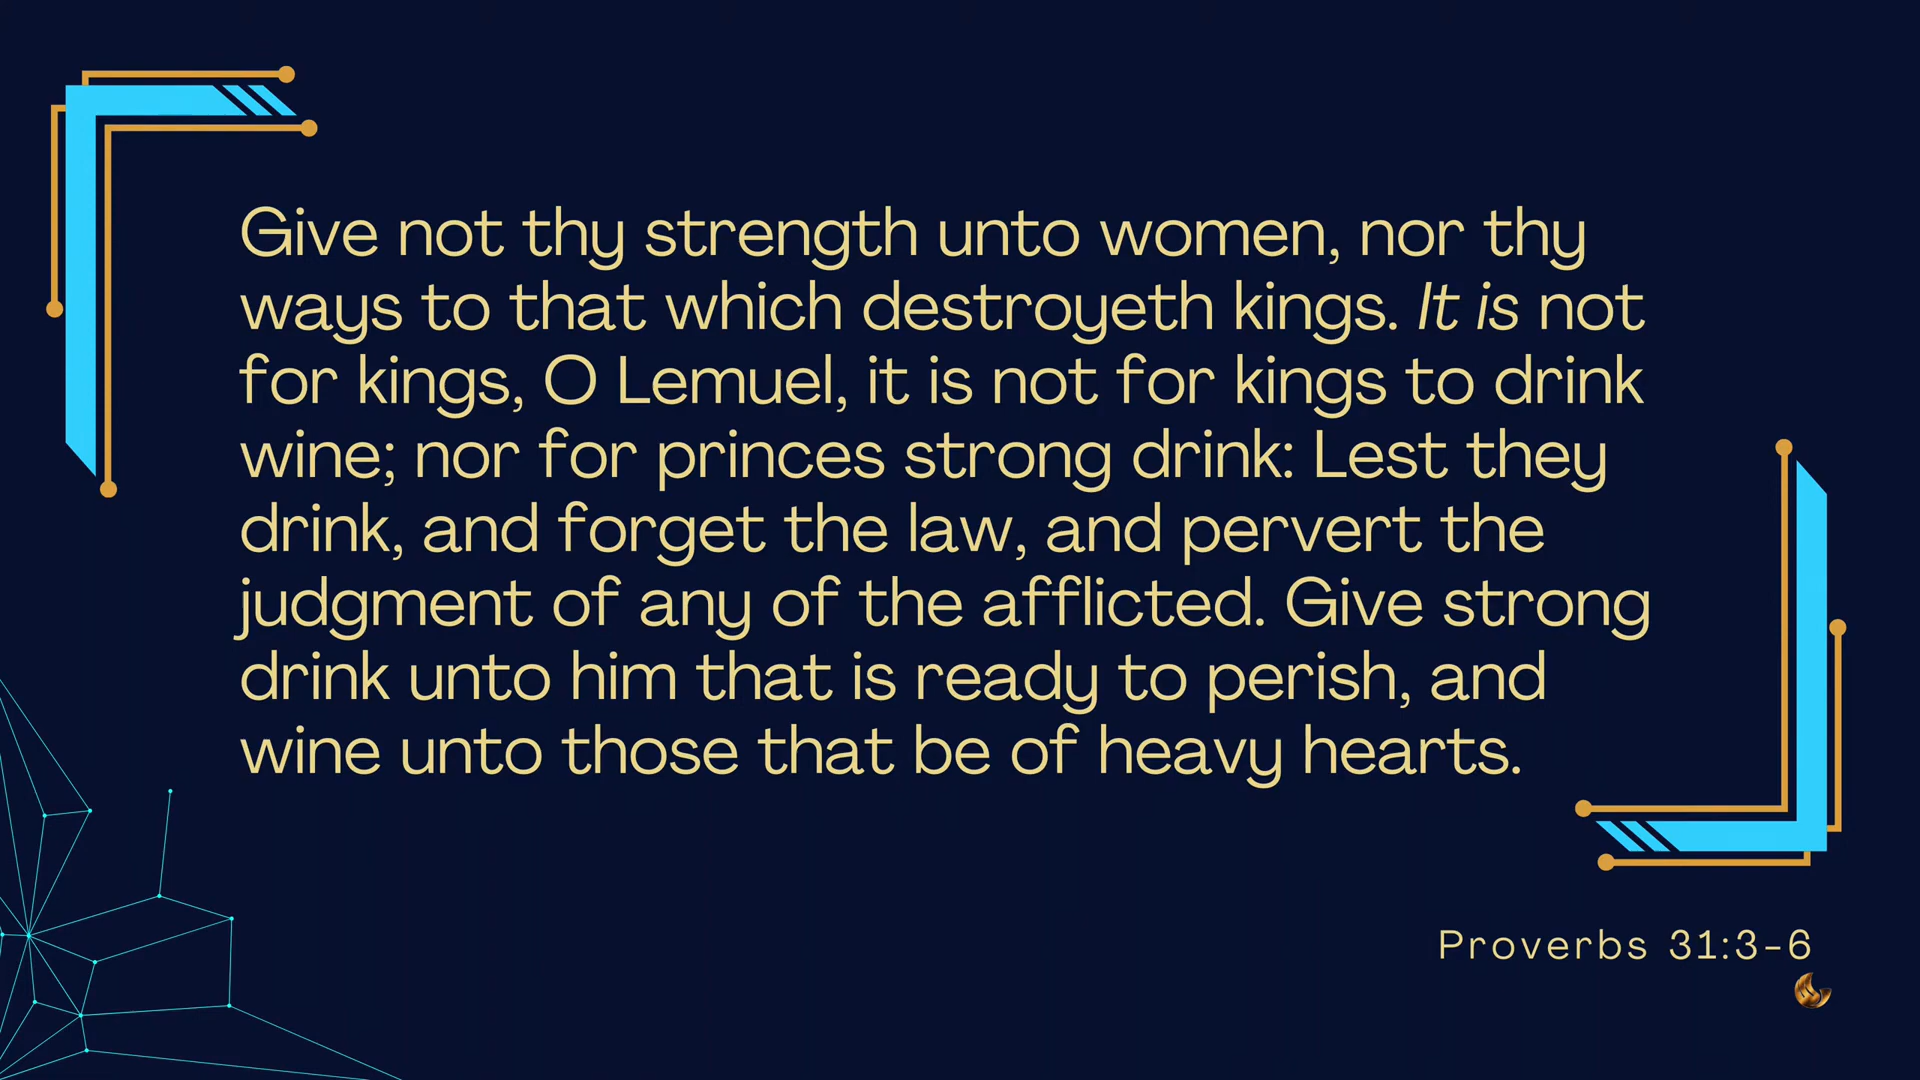 Give not thy strength unto women, nor thy
ways to that which destroyeth kings. It is not
for kings, O Lemuel, it is not for kings to drink
wine; nor for princes strong drink: Lest they
drink, and forget the law, and pervert the
judgment of any of the afflicted. Give strong
drink unto him that is ready to perish, and
wine unto those that be of heavy hearts.
Proverbs 31:3-6